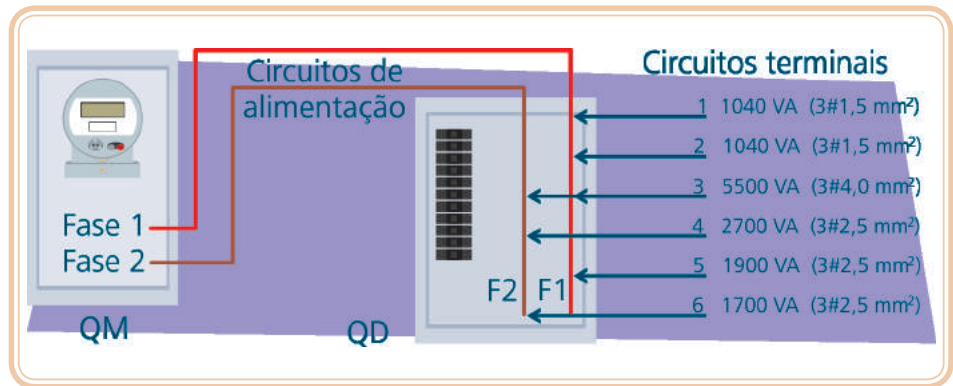 Circuitos de
alimentação
Circuitos terminais
1 1040 VA (3#1,5 mm²)
2 1040 VA (3#1,5 mm²)
3 5500 VA (3#4,0 mm²)
4 2700 VA (3#2,5 mm²)
5 1900 VA (3#2,5 mm²)
6 1700 VA (3#2,5 mm²)
Fase 1
Fase 2
F2 F1
QM
QD